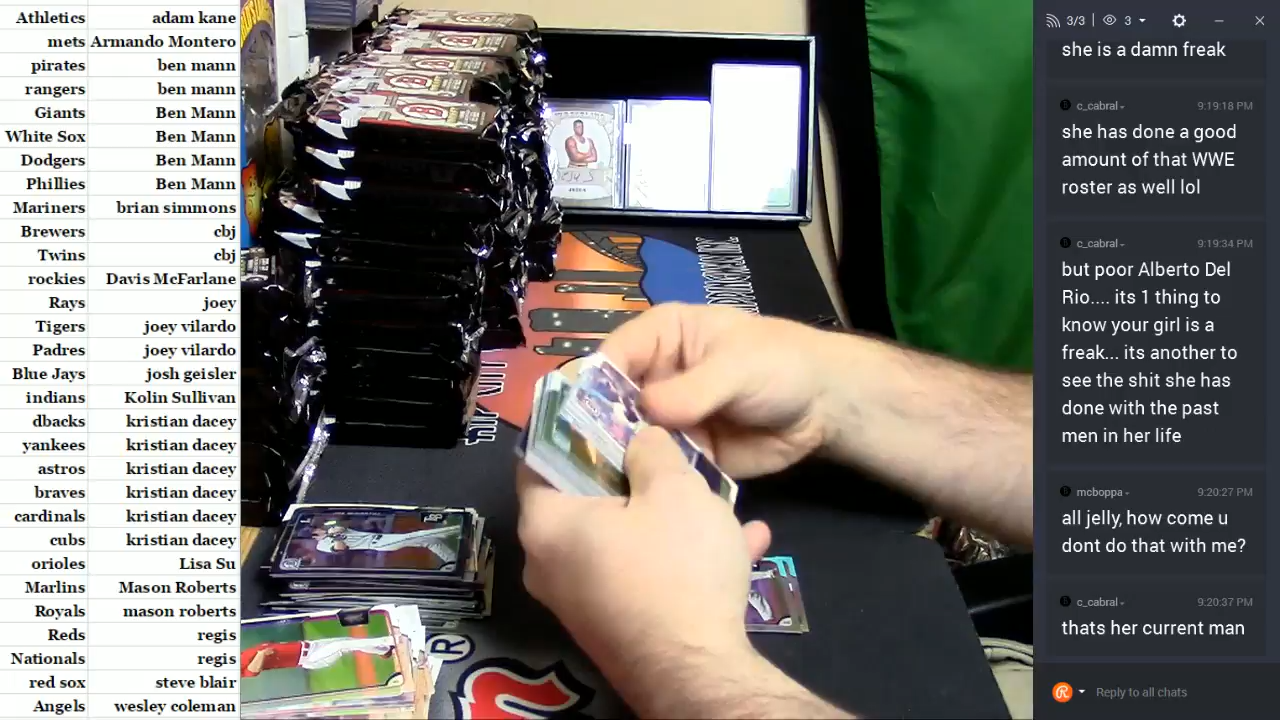 Athletics adam kane
mets Armando Montero
pirates ben mann
rangers ben mann
Giants Ben Mann
White Sox Ben Mann
Dodgers Ben Mann
Phillies Ben Mann
Mariners brian simmons
Brewers cbj
Twins cbj
rockies Davis McFarlane
Rays joey
Tigers joey vilardo
Padres joey vilardo
Blue Jays josh geisler
indians Kolin Sullivan
dbacks kristian dacey
yankees kristian dacey
astros kristian dacey
braves kristian dacey
cardinals kristian dacey
cubs kristian dacey
orioles Lisa Su
Marlins Mason Roberts
Royals mason roberts
Reds regis
Nationals regis
red sox steve blair
Angels wesley coleman
3/3 3
she is a damn freak
c_cabral 9:19:18 PM
she has done a good
amount of that WWE
roster as well lol
c_cabral 9:19:34 PM
but poor Alberto Del
Rio.... its 1 thing to
know your girl is a
freak... its another to
see the shit she has
done with the past
men in her life
mcboppa 9:20:27 PM
all jelly, how come u
dont do that with me?
c_cabral 9:20:37 PM
thats her current man
Reply to all chats